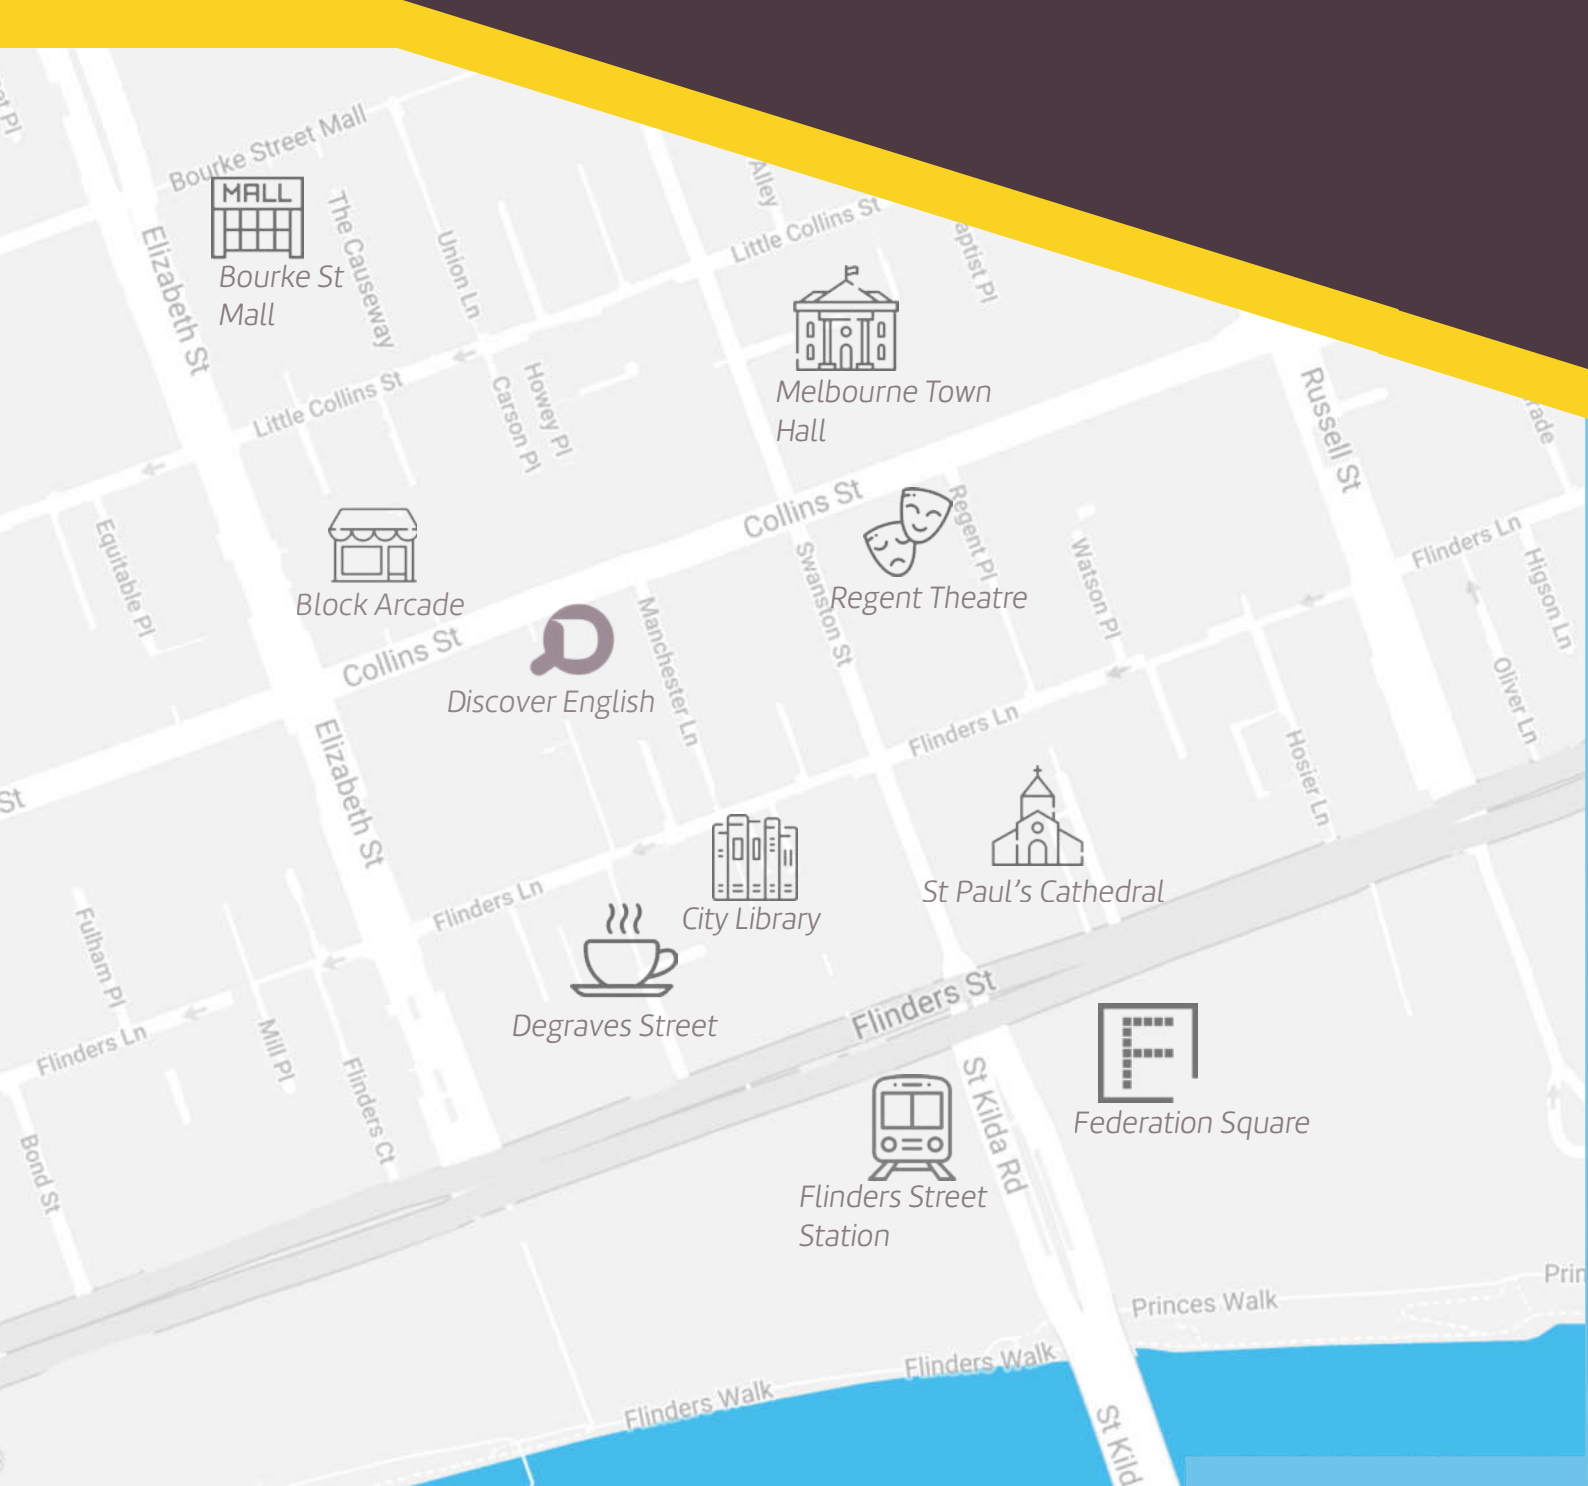 Bourke Street Mall
MALL
Bourke St
Mall
The Causeway
Union Ln
Elizabeth St
Alley
Little Collins St
Melbourne Town
Hall
Little Collins St
Howey Pl
Carson Pl
Russell St
Collins St
Regent Pl
Regent Theatre
Swanston St
Watson Pl
Flinders Ln
Higson Ln
Oliver Ln
Equitable Pl
Block Arcade
Collins St
Discover English
Manchester Ln
Flinders Ln
Hosier Ln
St
Elizabeth St
St Paul's Cathedral
City Library
Flinders Ln
Degraves Street
Fulham Pl
Flinders Ln
Mill Pl
Flinders Ct
Bond St
Flinders St
St Kilda Rd
F
Federation Square
Flinders Street
Station
Princes Walk
Prin
Flinders Walk
Flinders Walk
St Kild